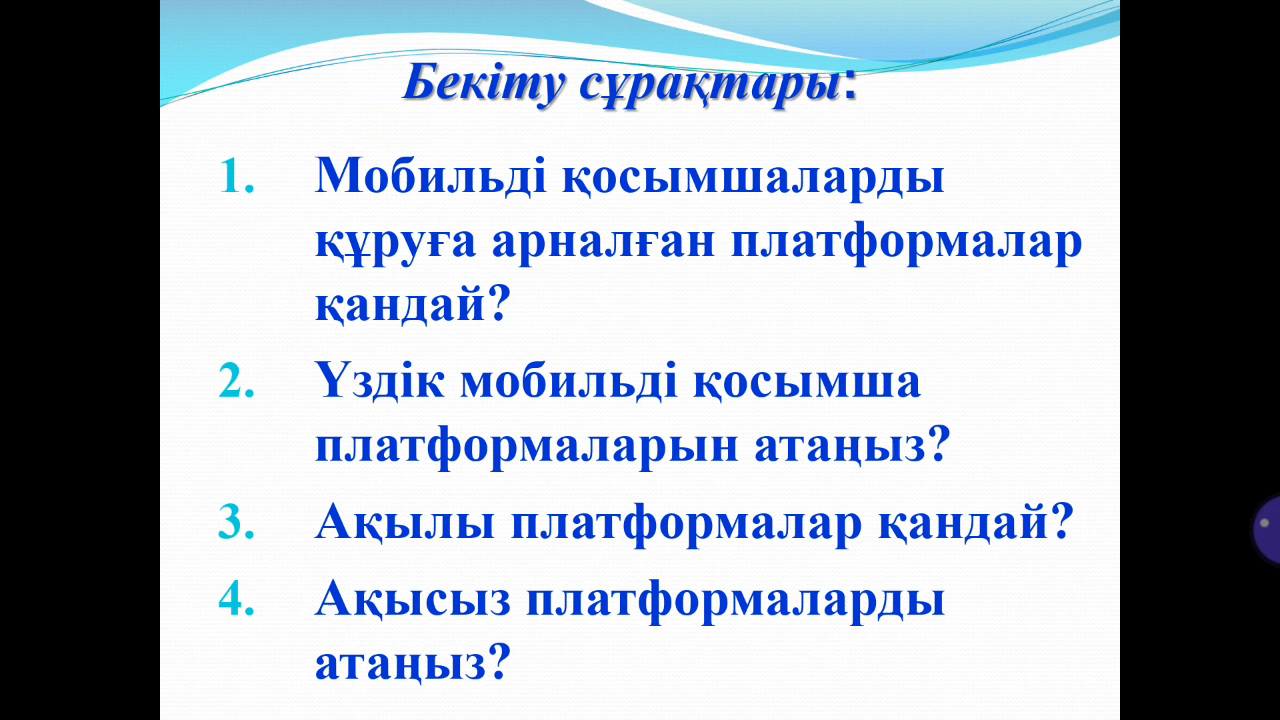 Бекіту сұрақтары:
1. Мобильді қосымшаларды
құруға арналған платформалар
қандай?
2. Үздік мобильді қосымша
платформаларын атаңыз?
3. Ақылы платформалар қандай?
4. Ақысыз платформаларды
атаңыз?